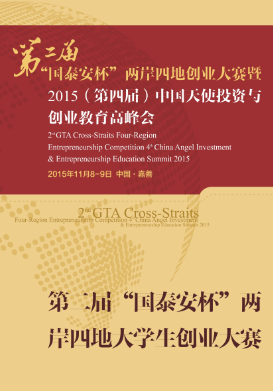 第二届
“国泰安杯”两岸四地创业大赛暨
2015（第四届）中国天使投资与
创业教育高峰会
2nd GTA Cross-Straits Four-Region
Entrepreneurship Competition 4th China Angel Investment
& Entrepreneurship Education Summit 2015
2015年11月8~9日 中国·嘉善
2nd GTA Cross-Straits
Four-Region Entrepreneurship Competition 4th China Angel Investment
& Entrepreneurship Education Summit 2015
第二届“国泰安杯”两
岸四地大学生创业大赛